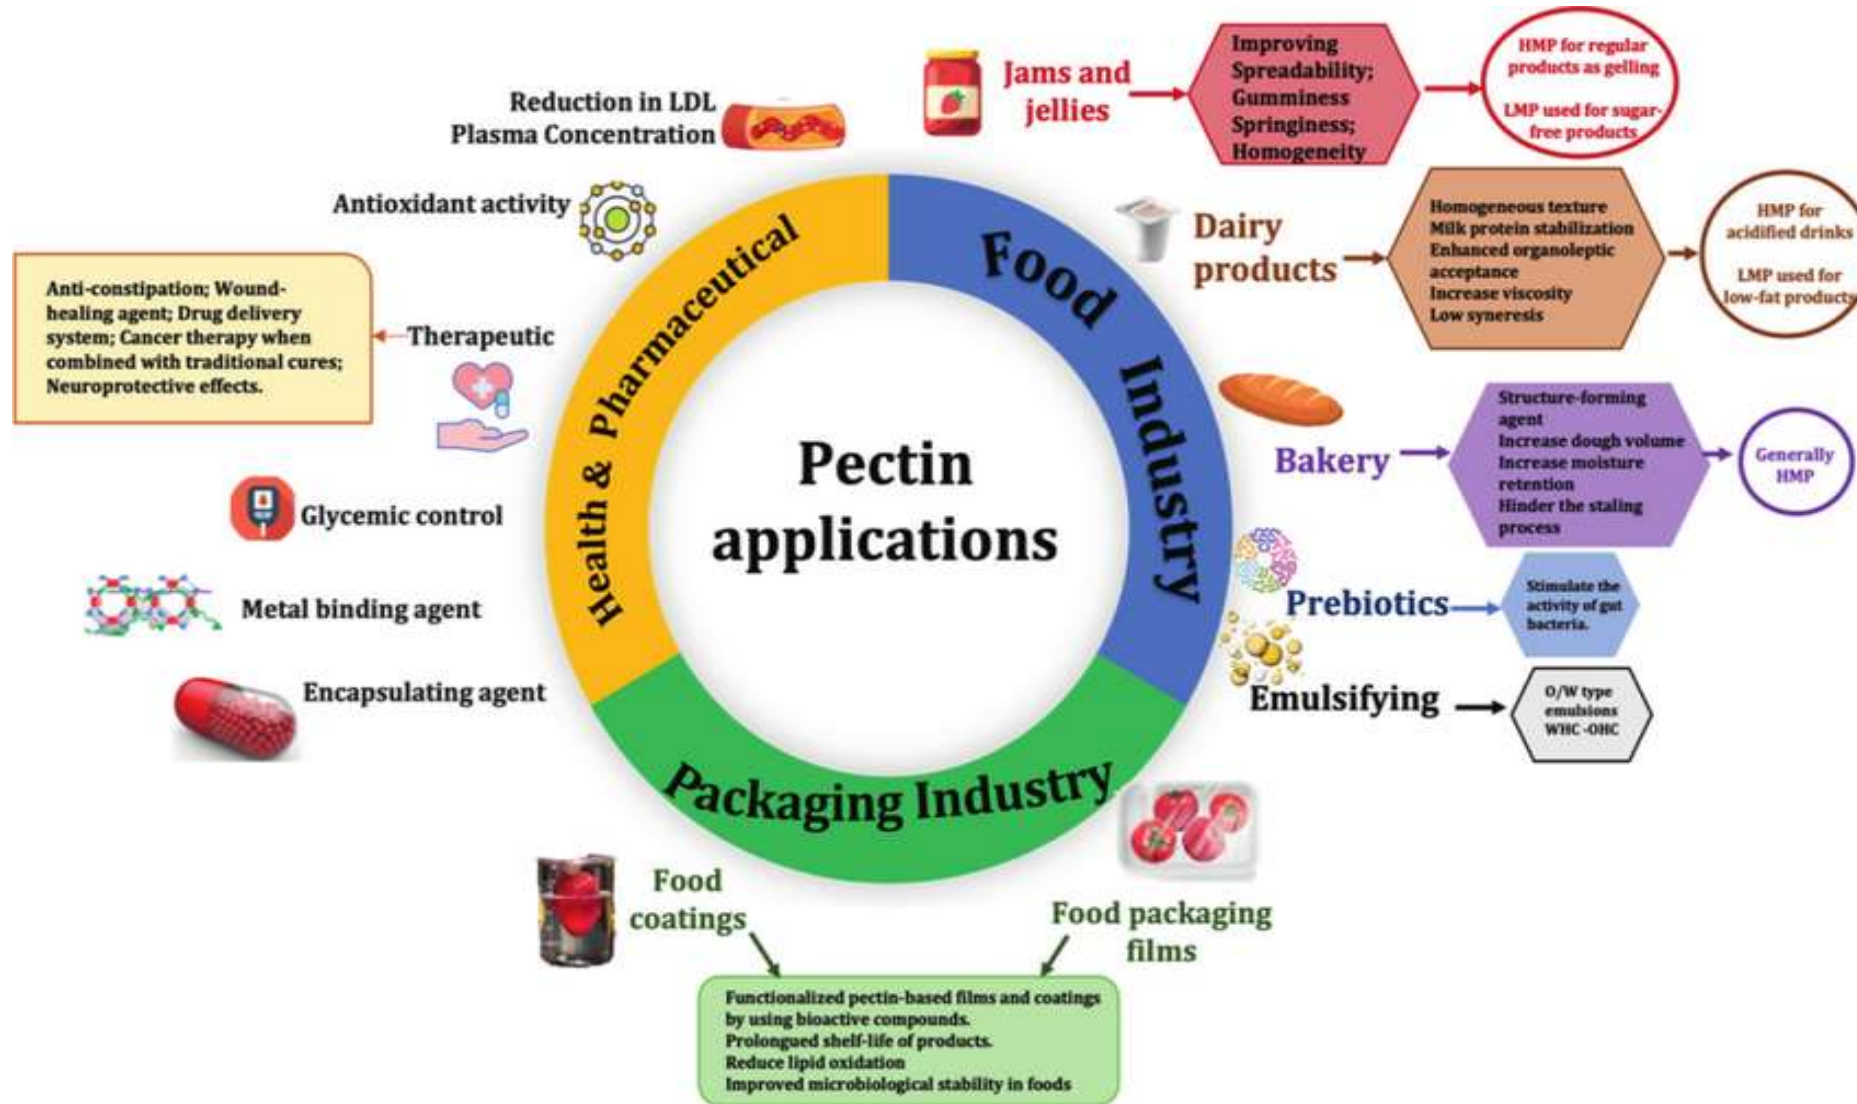 Pectin
applications
Food Industry
Jams and
jellies
Improving
Spreadability;
Gumminess
Springiness;
Homogeneity
HMP for regular
products as gelling
LMP used for sugar-
free products
Dairy
products
Homogeneous texture
Milk protein stabilization
Enhanced organoleptic
acceptance
Increase viscosity
Low syneresis
HMP for
acidified drinks
LMP used for
low-fat products
Bakery
Structure-forming
agent
Increase dough volume
Increase moisture
retention
Hinder the staling
process
Generally
HMP
Prebiotics
Stimulate the
activity of gut
bacteria.
Emulsifying
O/W type
emulsions
WHC -OHC
Packaging Industry
Food packaging
films
Food
coatings
Functionalized pectin-based films and coatings
by using bioactive compounds.
Prolongued shelf-life of products.
Reduce lipid oxidation
Improved microbiological stability in foods
Health & Pharmaceutical
Reduction in LDL
Plasma Concentration
Antioxidant activity
Therapeutic
Anti-constipation; Wound-
healing agent; Drug delivery
system; Cancer therapy when
combined with traditional cures;
Neuroprotective effects.
Glycemic control
Metal binding agent
Encapsulating agent